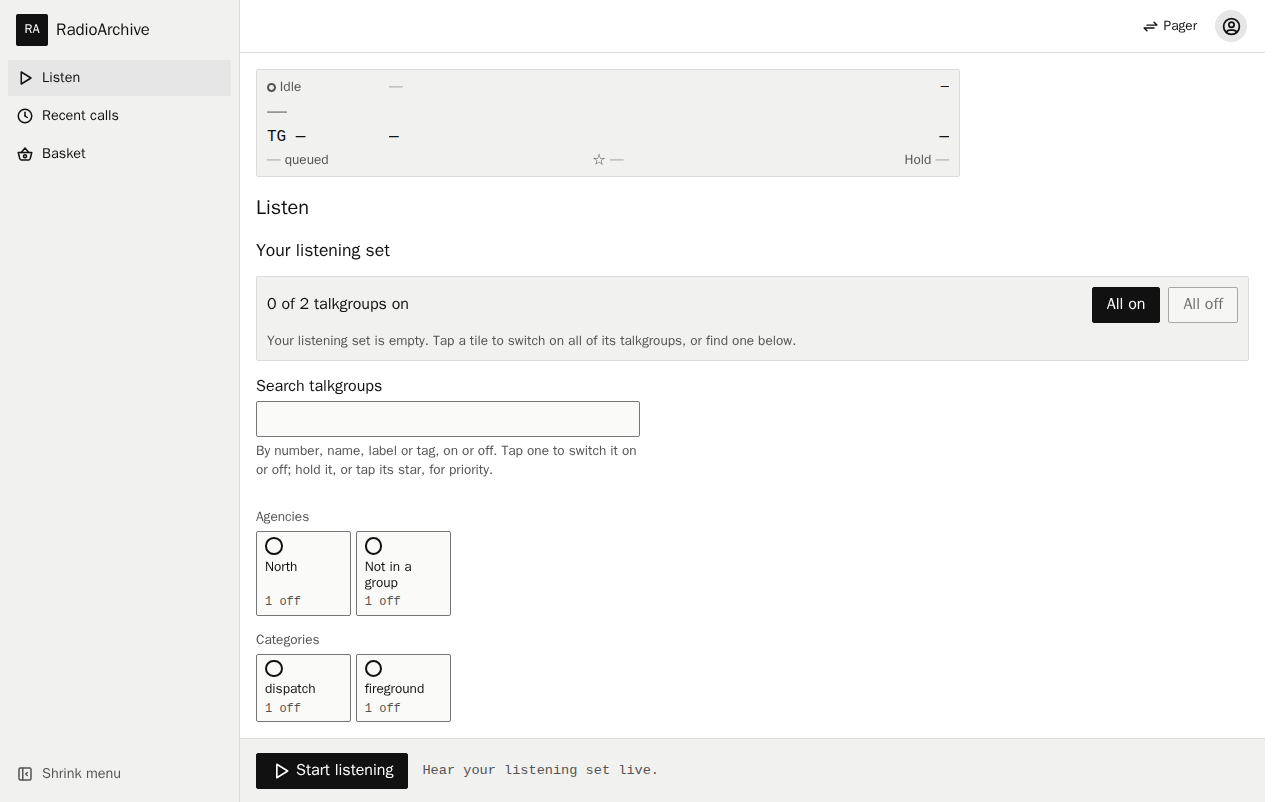 RA RadioArchive
Pager
Listen
Recent calls
Basket
Shrink menu
Idle — –
—
TG – – –
— queued ☆ — Hold —
Listen
Your listening set
0 of 2 talkgroups on
All on All off
Your listening set is empty. Tap a tile to switch on all of its talkgroups, or find one below.
Search talkgroups
By number, name, label or tag, on or off. Tap one to switch it on
or off; hold it, or tap its star, for priority.
Agencies
North
1 off
Not in a
group
1 off
Categories
dispatch
1 off
fireground
1 off
Start listening Hear your listening set live.